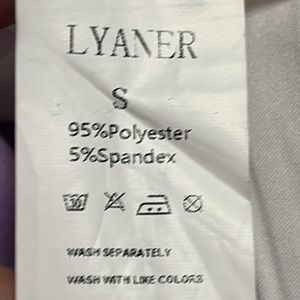 LYANER
S
95%Polyester
5%Spandex
WASH SEPARATELY
WASH WITH LIKE COLORS